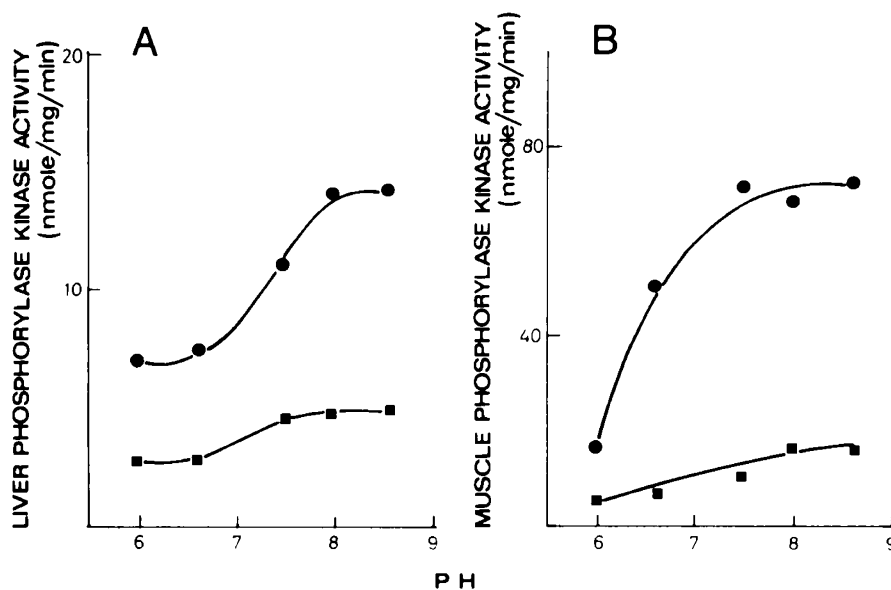 A
LIVER PHOSPHORYLASE KINASE ACTIVITY
(nmole/mg/min)
20
10
6 7 8 9
B
MUSCLE PHOSPHORYLASE KINASE ACTIVITY
(nmole/mg/min)
80
40
6 7 8 9
PH